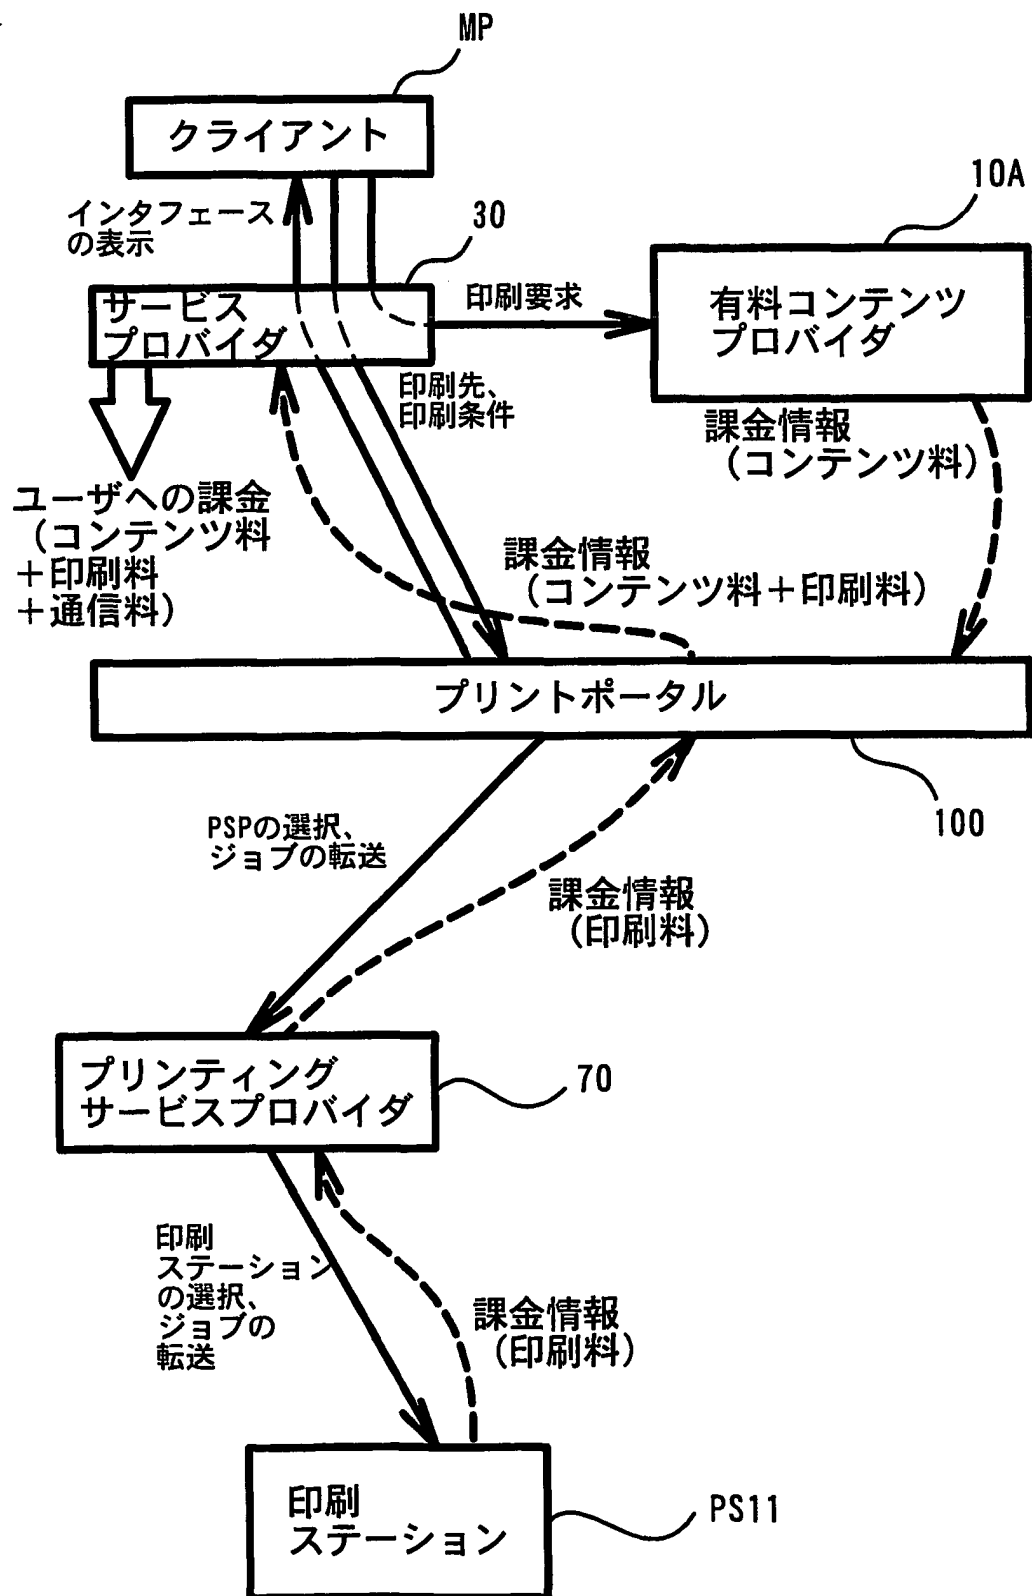 MP
クライアント
10A
インタフェース
の表示
30
サービス
プロバイダ
印刷要求
有料コンテンツ
プロバイダ
印刷先、
印刷条件
課金情報
（コンテンツ料）
ユーザへの課金
（コンテンツ料
＋印刷料
＋通信料）
課金情報
（コンテンツ料＋印刷料）
プリントポータル
100
PSPの選択、
ジョブの転送
課金情報
（印刷料）
プリンティング
サービスプロバイダ
70
印刷
ステーション
の選択、
ジョブの
転送
課金情報
（印刷料）
印刷
ステーション
PS11